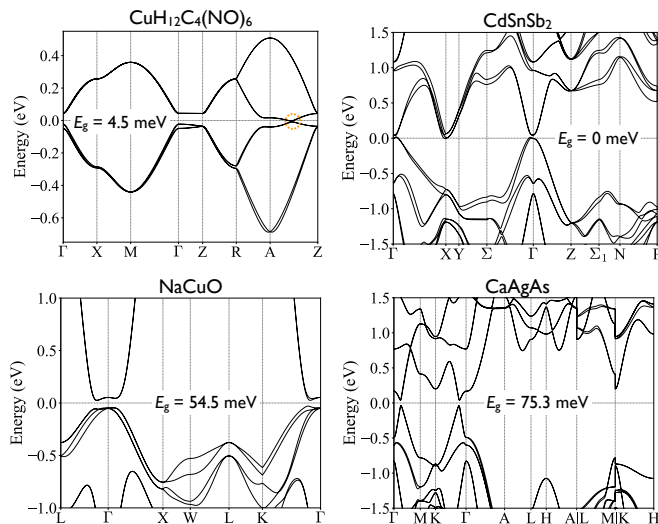 CuH₁₂C₄(NO)₆
Energy (eV)
0.4
0.2
0.0
−0.2
−0.4
−0.6
E_g = 4.5 meV
Γ X M Γ Z R A Z
CdSnSb₂
Energy (eV)
1.5
1.0
0.5
0.0
−0.5
−1.0
−1.5
E_g = 0 meV
Γ X Y Σ Γ Z Σ₁ N P
NaCuO
Energy (eV)
1.0
0.5
0.0
−0.5
−1.0
E_g = 54.5 meV
L Γ X W L K Γ
CaAgAs
Energy (eV)
1.5
1.0
0.5
0.0
−0.5
−1.0
−1.5
E_g = 75.3 meV
Γ M K Γ A L H A|L M|K H